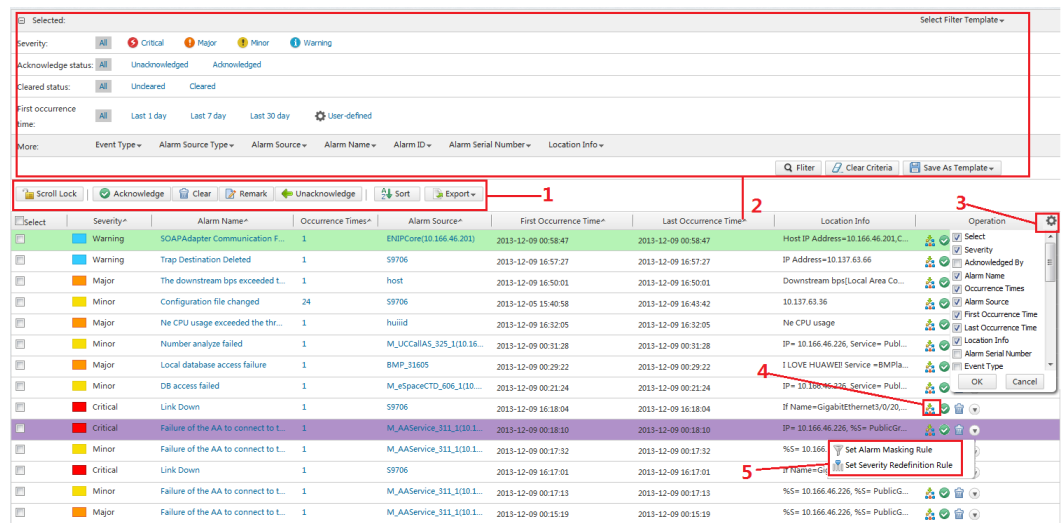 Selected: Select Filter Template
Severity: All Critical Major Minor Warning
Acknowledge status: All Unacknowledged Acknowledged
Cleared status: All Uncleared Cleared
First occurrence time: All Last 1 day Last 7 day Last 30 day User-defined
More: Event Type Alarm Source Type Alarm Source Alarm Name Alarm ID Alarm Serial Number Location Info
Filter Clear Criteria Save As Template
Scroll Lock Acknowledge Clear Remark Unacknowledge Sort Export 1
2
3
Select Severity Alarm Name Occurrence Times Alarm Source First Occurrence Time Last Occurrence Time Location Info Operation
Warning SOAPAdapter Communication F... 1 ENIPCore(10.166.46.201) 2013-12-09 00:58:47 2013-12-09 00:58:47 Host IP Address=10.166.46.201,C...
Warning Trap Destination Deleted 1 S9706 2013-12-09 16:57:27 2013-12-09 16:57:27 IP Address=10.137.63.66
Major The downstream bps exceeded t... 1 host 2013-12-09 16:50:01 2013-12-09 16:50:01 Downstream bps[Local Area Co...
Minor Configuration file changed 24 S9706 2013-12-05 15:40:58 2013-12-09 16:43:42 10.137.63.36
Major Ne CPU usage exceeded the thr... 1 huiiid 2013-12-09 16:32:05 2013-12-09 16:32:05 Ne CPU usage
Minor Number analyze failed 1 M_UCCallAS_325_1(10.16... 2013-12-09 00:31:28 2013-12-09 00:31:28 IP= 10.166.46.226, Service= Publ...
Major Local database access failure 1 BMP_31605 2013-12-09 00:29:22 2013-12-09 00:29:22 I LOVE HUAWEI! Service =BMPla...
Minor DB access failed 1 M_eSpaceCTD_606_1(10.... 2013-12-09 00:21:24 2013-12-09 00:21:24 IP= 10.166.46.226, Service= Publ...
Critical Link Down 1 S9706 2013-12-09 16:18:04 2013-12-09 16:18:04 If Name=GigabitEthernet3/0/20,...
Critical Failure of the AA to connect to t... 1 M_AAService_311_1(10.1... 2013-12-09 00:18:10 2013-12-09 00:18:10 IP= 10.166.46.226, %S= PublicGr...
Minor Failure of the AA to connect to t... 1 M_AAService_311_1(10.1... 2013-12-09 00:17:32 2013-12-09 00:17:32 %S= 10.166.
Critical Link Down 1 S9706 2013-12-09 16:17:01 2013-12-09 16:17:01 If Name=Gig
Minor Failure of the AA to connect to t... 1 M_AAService_311_1(10.1... 2013-12-09 00:17:13 2013-12-09 00:17:13 %S= 10.166.46.226, %S= PublicG...
Major Failure of the AA to connect to t... 1 M_AAService_311_1(10.1... 2013-12-09 00:15:19 2013-12-09 00:15:19 %S= 10.166.46.226, %S= PublicG...
Select
Severity
Acknowledged By
Alarm Name
Occurrence Times
Alarm Source
First Occurrence Time
Last Occurrence Time
Location Info
Alarm Serial Number
Event Type
OK Cancel
4
5
Set Alarm Masking Rule
Set Severity Redefinition Rule